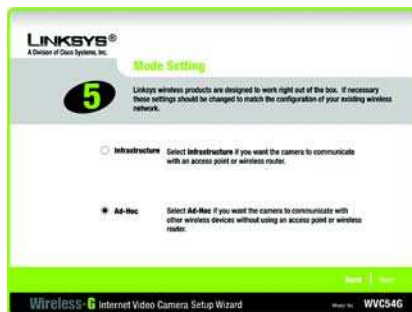 LINKSYS®
A Division of Cisco Systems, Inc.
Mode Setting
5
Linksys wireless products are designed to work right out of the box. If necessary
these settings should be changed to match the configuration of your existing wireless
network.
Infrastructure
Select Infrastructure if you want the camera to communicate
with an access point or wireless router.
Ad-Hoc
Select Ad-Hoc if you want the camera to communicate with
other wireless devices without using an access point or wireless
router.
Back
Wireless-G Internet Video Camera Setup Wizard
Model No. WVC54G